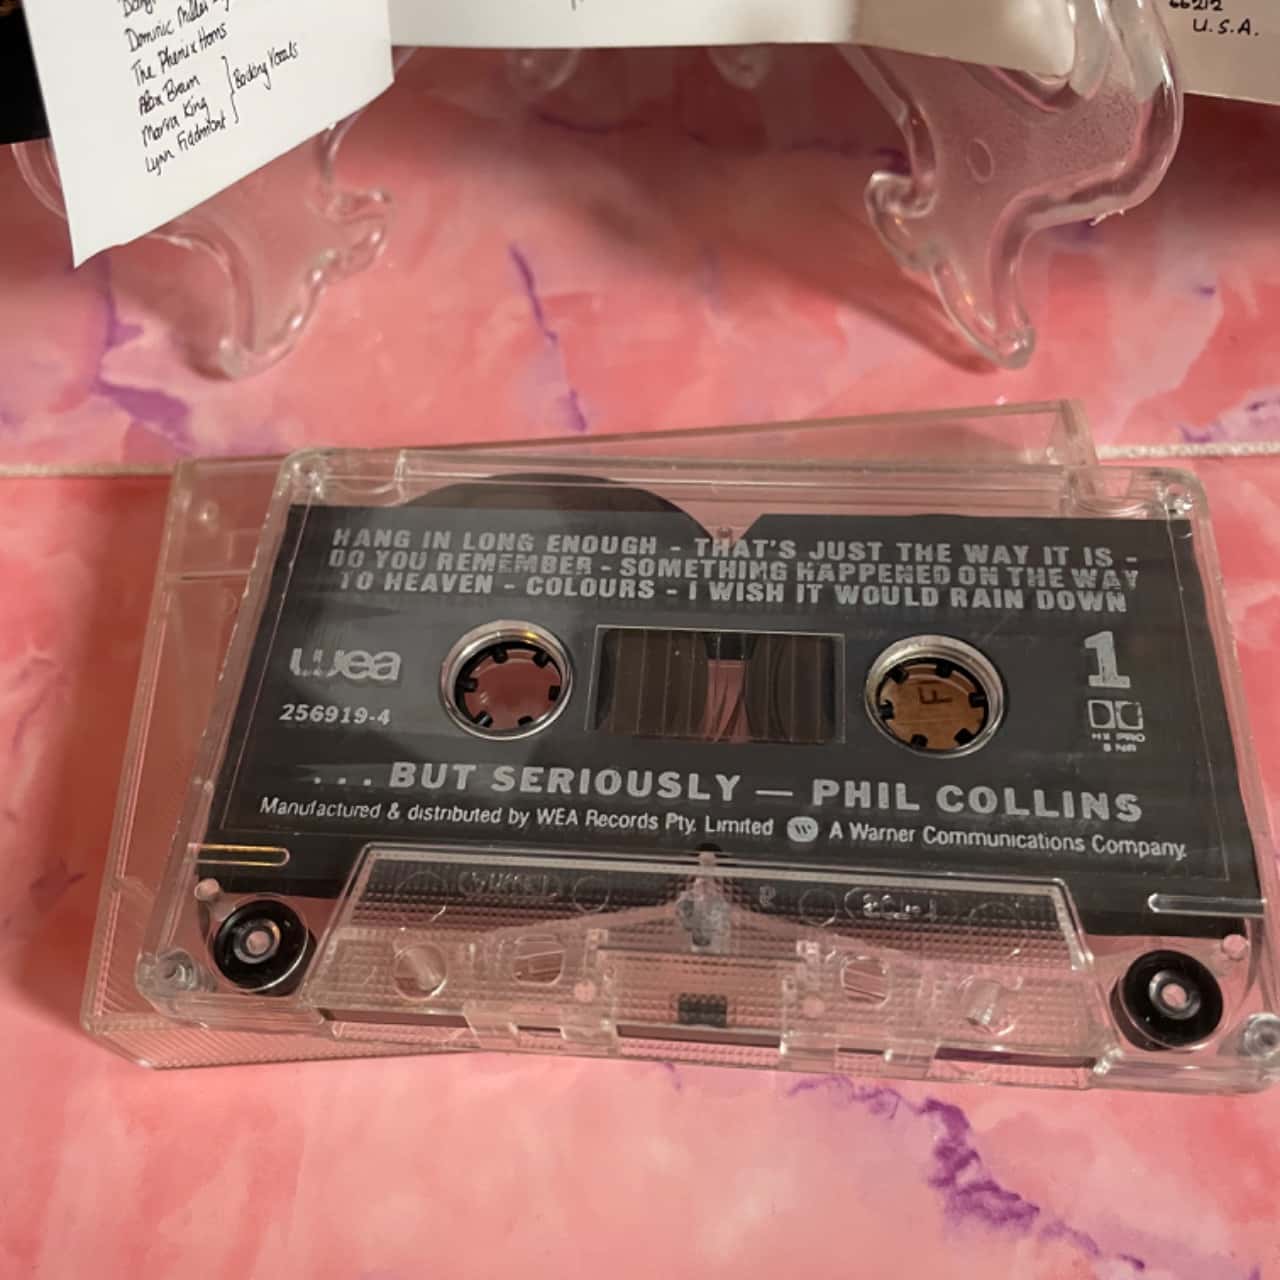 Dominic Miller
The Phenix Horns
Alex Brown
Marva King
Lynn Fiddmont
} Backing Vocals
66212
U.S.A.
HANG IN LONG ENOUGH - THAT'S JUST THE WAY IT IS -
DO YOU REMEMBER - SOMETHING HAPPENED ON THE WAY
TO HEAVEN - COLOURS - I WISH IT WOULD RAIN DOWN
wea
1
256919-4
F
HX PRO
B NR
... BUT SERIOUSLY — PHIL COLLINS
Manufactured & distributed by WEA Records Pty. Limited W A Warner Communications Company.